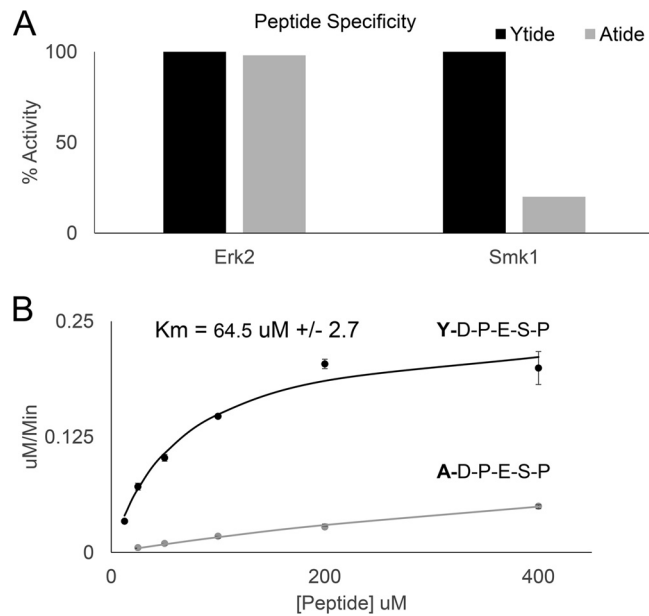 A
Peptide Specificity
Ytide Atide
100
50
0
% Activity
Erk2 Smk1
B
Km = 64.5 uM +/- 2.7
Y-D-P-E-S-P
A-D-P-E-S-P
0.25
0.125
0
uM/Min
0 200 400
[Peptide] uM